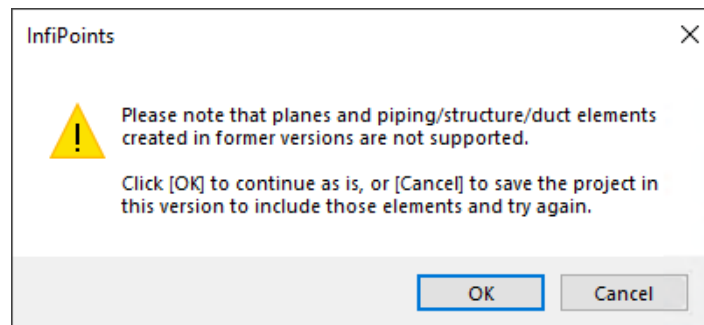 InfiPoints
Please note that planes and piping/structure/duct elements
created in former versions are not supported.
Click [OK] to continue as is, or [Cancel] to save the project in
this version to include those elements and try again.
OK
Cancel